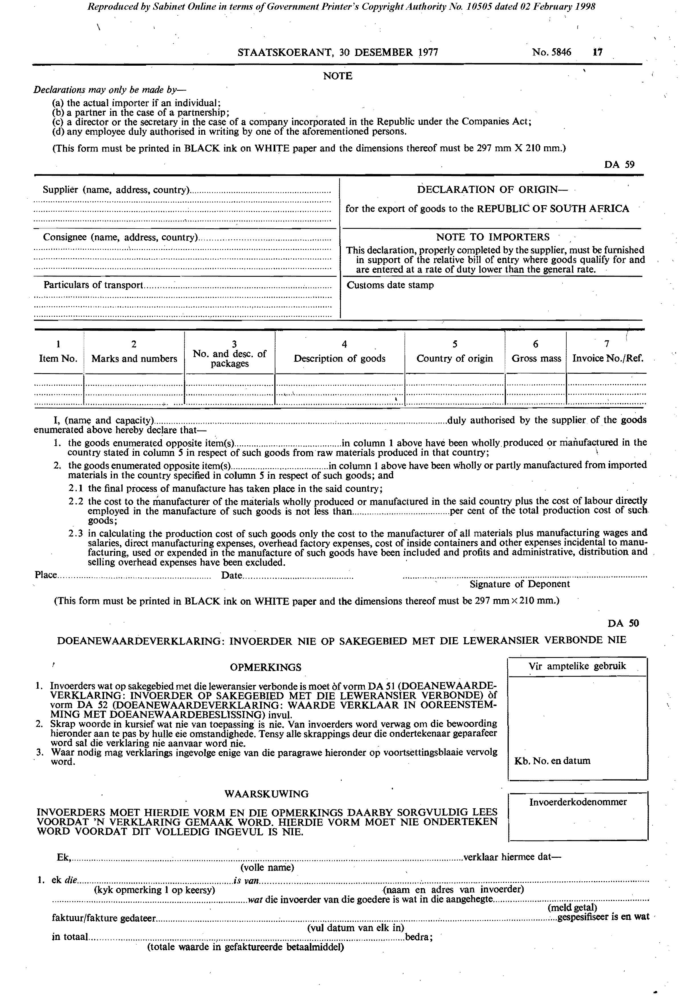 Reproduced by Sabinet Online in terms of Government Printer's Copyright Authority No. 10505 dated 02 February 1998
STAATSKOERANT, 30 DESEMBER 1977 No. 5846 17
NOTE
Declarations may only be made by—
(a) the actual importer if an individual;
(b) a partner in the case of a partnership;
(c) a director or the secretary in the case of a company incorporated in the Republic under the Companies Act;
(d) any employee duly authorised in writing by one of the aforementioned persons.
(This form must be printed in BLACK ink on WHITE paper and the dimensions thereof must be 297 mm X 210 mm.)
DA 59
Supplier (name, address, country)
DECLARATION OF ORIGIN—
for the export of goods to the REPUBLIC OF SOUTH AFRICA
Consignee (name, address, country)
NOTE TO IMPORTERS
This declaration, properly completed by the supplier, must be furnished
in support of the relative bill of entry where goods qualify for and
are entered at a rate of duty lower than the general rate.
Particulars of transport
Customs date stamp
1 2 3 4 5 6 7
Item No. Marks and numbers No. and desc. of packages Description of goods Country of origin Gross mass Invoice No./Ref.
I, (name and capacity)..........duly authorised by the supplier of the goods
enumerated above hereby declare that—
1. the goods enumerated opposite item(s)..........in column 1 above have been wholly produced or manufactured in the
country stated in column 5 in respect of such goods from raw materials produced in that country;
2. the goods enumerated opposite item(s)..........in column 1 above have been wholly or partly manufactured from imported
materials in the country specified in column 5 in respect of such goods; and
2.1 the final process of manufacture has taken place in the said country;
2.2 the cost to the manufacturer of the materials wholly produced or manufactured in the said country plus the cost of labour directly
employed in the manufacture of such goods is not less than..........per cent of the total production cost of such
goods;
2.3 in calculating the production cost of such goods only the cost to the manufacturer of all materials plus manufacturing wages and
salaries, direct manufacturing expenses, overhead factory expenses, cost of inside containers and other expenses incidental to manu-
facturing, used or expended in the manufacture of such goods have been included and profits and administrative, distribution and
selling overhead expenses have been excluded.
Place.......... Date..........
Signature of Deponent
(This form must be printed in BLACK ink on WHITE paper and the dimensions thereof must be 297 mm × 210 mm.)
DA 50
DOEANEWAARDEVERKLARING: INVOERDER NIE OP SAKEGEBIED MET DIE LEWERANSIER VERBONDE NIE
OPMERKINGS
Vir amptelike gebruik
1. Invoerders wat op sakegebied met die leweransier verbonde is moet òf vorm DA 51 (DOEANEWAARDE-
VERKLARING: INVOERDER OP SAKEGEBIED MET DIE LEWERANSIER VERBONDE) òf
vorm DA 52 (DOEANEWAARDEVERKLARING: WAARDE VERKLAAR IN OOREENSTEM-
MING MET DOEANEWAARDEBESLISSING) invul.
2. Skrap woorde in kursief wat nie van toepassing is nie. Van invoerders word verwag om die bewoording
hieronder aan te pas by hulle eie omstandighede. Tensy alle skrappings deur die ondertekenaar geparafeer
word sal die verklaring nie aanvaar word nie.
3. Waar nodig mag verklarings ingevolge enige van die paragrawe hieronder op voortsettingsblaaie vervolg
word.
Kb. No. en datum
WAARSKUWING
Invoerderkodenommer
INVOERDERS MOET HIERDIE VORM EN DIE OPMERKINGS DAARBY SORGVULDIG LEES
VOORDAT 'N VERKLARING GEMAAK WORD. HIERDIE VORM MOET NIE ONDERTEKEN
WORD VOORDAT DIT VOLLEDIG INGEVUL IS NIE.
Ek,..........verklaar hiermee dat—
(volle name)
1. ek die..........is van..........
(kyk opmerking 1 op keersy) (naam en adres van invoerder)
..........wat die invoerder van die goedere is wat in die aangehegte..........
(meld getal)
faktuur/fakture gedateer..........gespesifiseer is en wat
(vul datum van elk in)
in totaal..........bedra;
(totale waarde in gefaktureerde betaalmiddel)